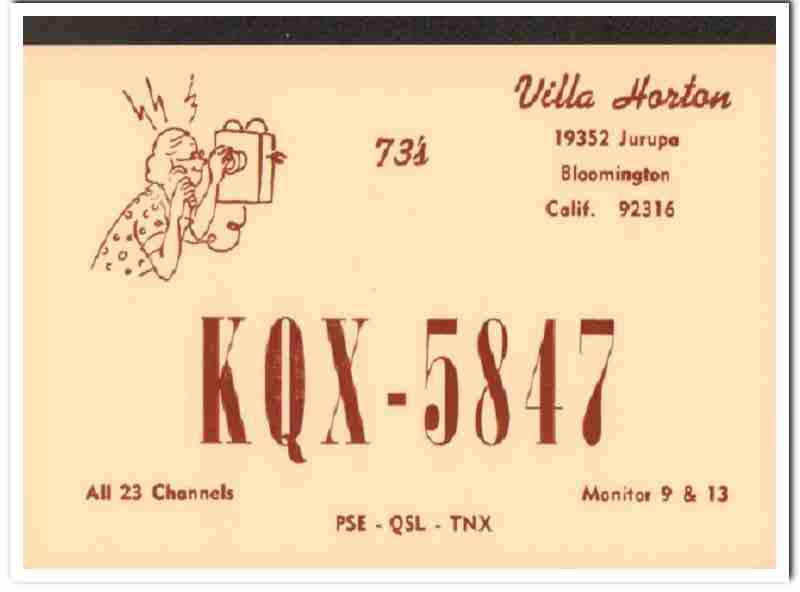 Villa Horton
19352 Jurupa
Bloomington
Calif. 92316
73's
KQX-5847
All 23 Channels
Monitor 9 & 13
PSE - QSL - TNX